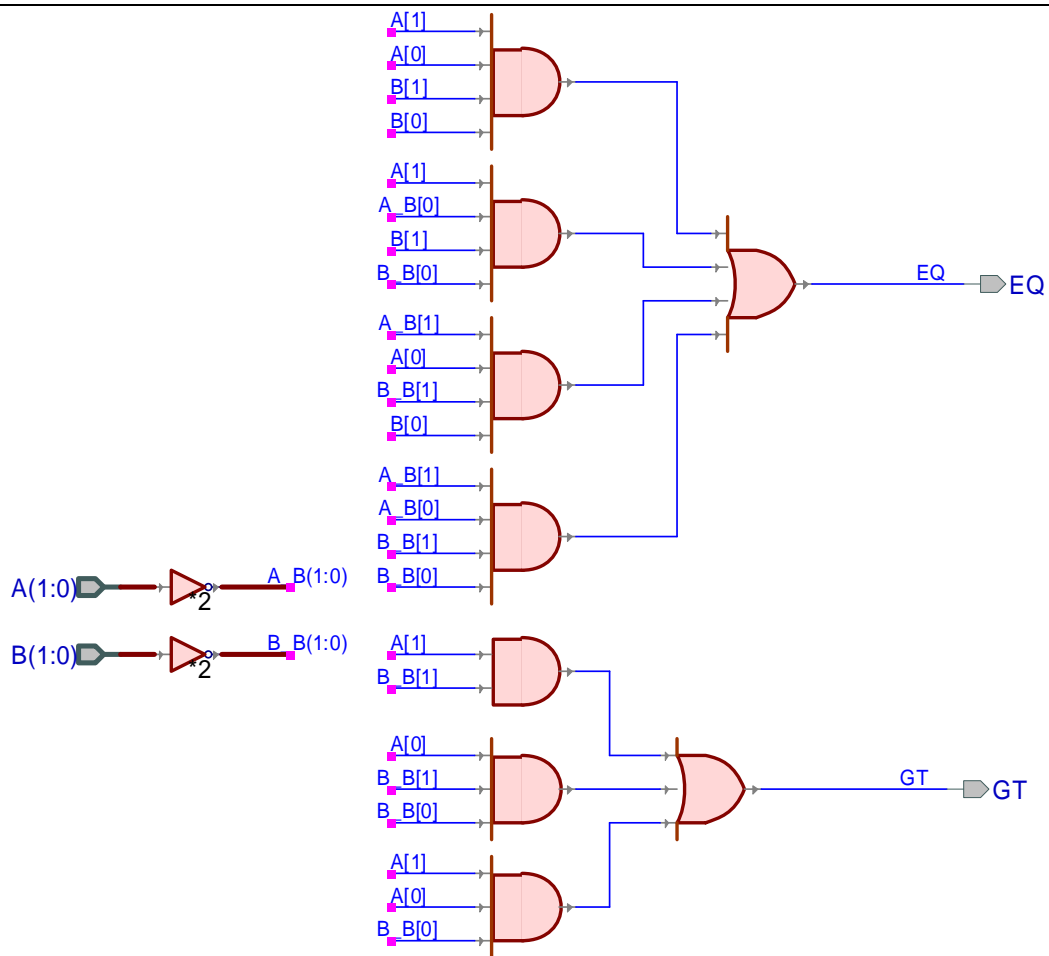 A[1]
A[0]
B[1]
B[0]
A[1]
A_B[0]
B[1]
B_B[0]
EQ
EQ
A_B[1]
A[0]
B_B[1]
B[0]
A_B[1]
A_B[0]
B_B[1]
B_B[0]
A(1:0)
*2
A_B(1:0)
B(1:0)
*2
B_B(1:0)
A[1]
B_B[1]
A[0]
B_B[1]
B_B[0]
GT
GT
A[1]
A[0]
B_B[0]